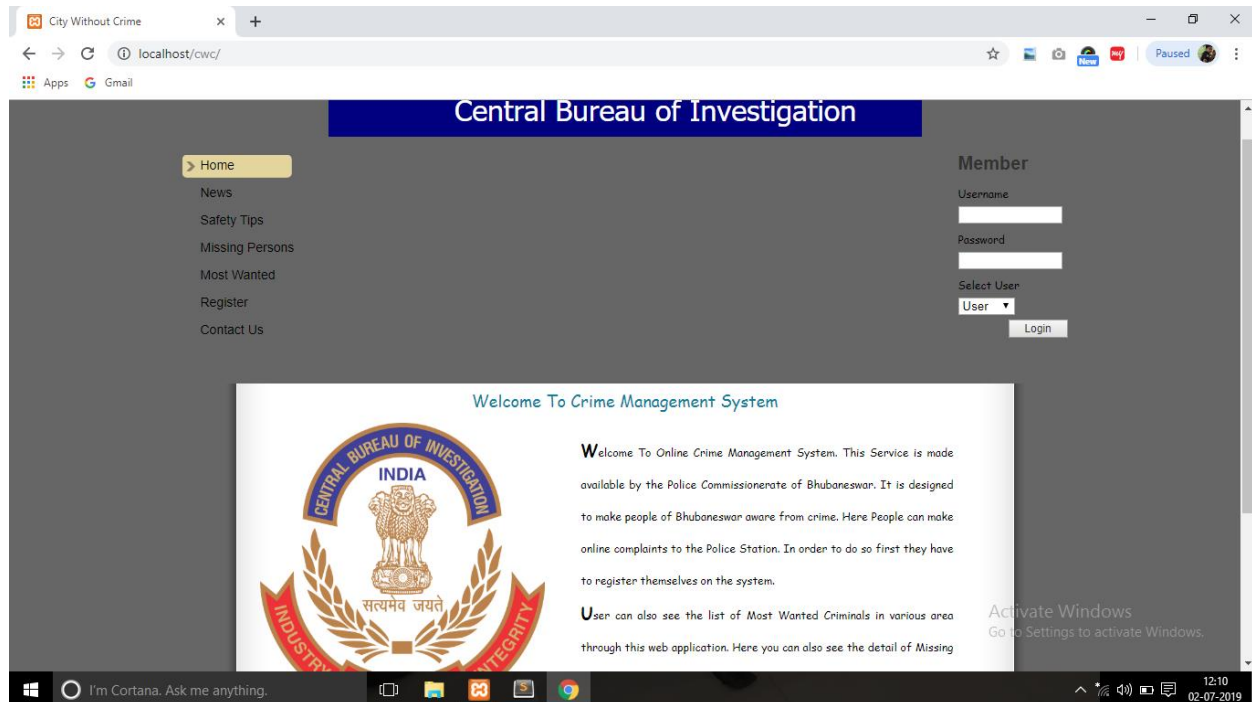 City Without Crime
localhost/cwc/
New
Paused
Apps
Gmail
Central Bureau of Investigation
Home
News
Safety Tips
Missing Persons
Most Wanted
Register
Contact Us
Member
Username
Password
Select User
User
Login
Welcome To Crime Management System
CENTRAL BUREAU OF INVESTIGATION
INDIA
सत्यमेव जयते
INDUSTRY
INTEGRITY
Welcome To Online Crime Management System. This Service is made
available by the Police Commissionerate of Bhubaneswar. It is designed
to make people of Bhubaneswar aware from crime. Here People can make
online complaints to the Police Station. In order to do so first they have
to register themselves on the system.
User can also see the list of Most Wanted Criminals in various area
through this web application. Here you can also see the detail of Missing
Activate Windows
Go to Settings to activate Windows.
I'm Cortana. Ask me anything.
12:10
02-07-2019